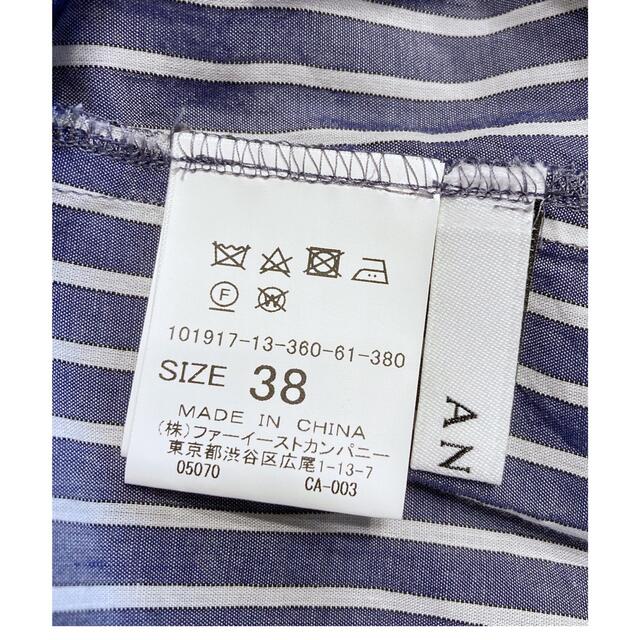 F
W
101917-13-360-61-380
SIZE 38
MADE IN CHINA
(株)ファーイーストカンパニー
東京都渋谷区広尾1-13-7
05070 CA-003
AN